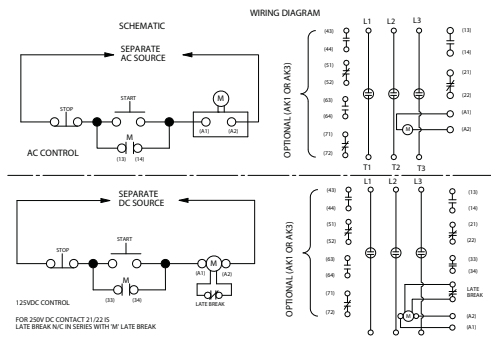 SCHEMATIC
WIRING DIAGRAM
SEPARATE
AC SOURCE
STOP
START
M
(13) (14)
M
(A1) (A2)
AC CONTROL
OPTIONAL (AK1 OR AK3)
(43)
(44)
(51)
(52)
(63)
(64)
(71)
(72)
L1 L2 L3
M
T1 T2 T3
(13)
(14)
(21)
(22)
(A1)
(A2)
SEPARATE
DC SOURCE
STOP
START
M
(33) (34)
(A1) M (A2)
LATE BREAK
125VDC CONTROL
FOR 250V DC CONTACT 21/22 IS
LATE BREAK N/C IN SERIES WITH 'M' LATE BREAK
OPTIONAL (AK1 OR AK3)
(43)
(44)
(51)
(52)
(63)
(64)
(71)
(72)
L1 L2 L3
M
(13)
(14)
(21)
(22)
(33)
(34)
LATE
BREAK
(A2)
(A1)